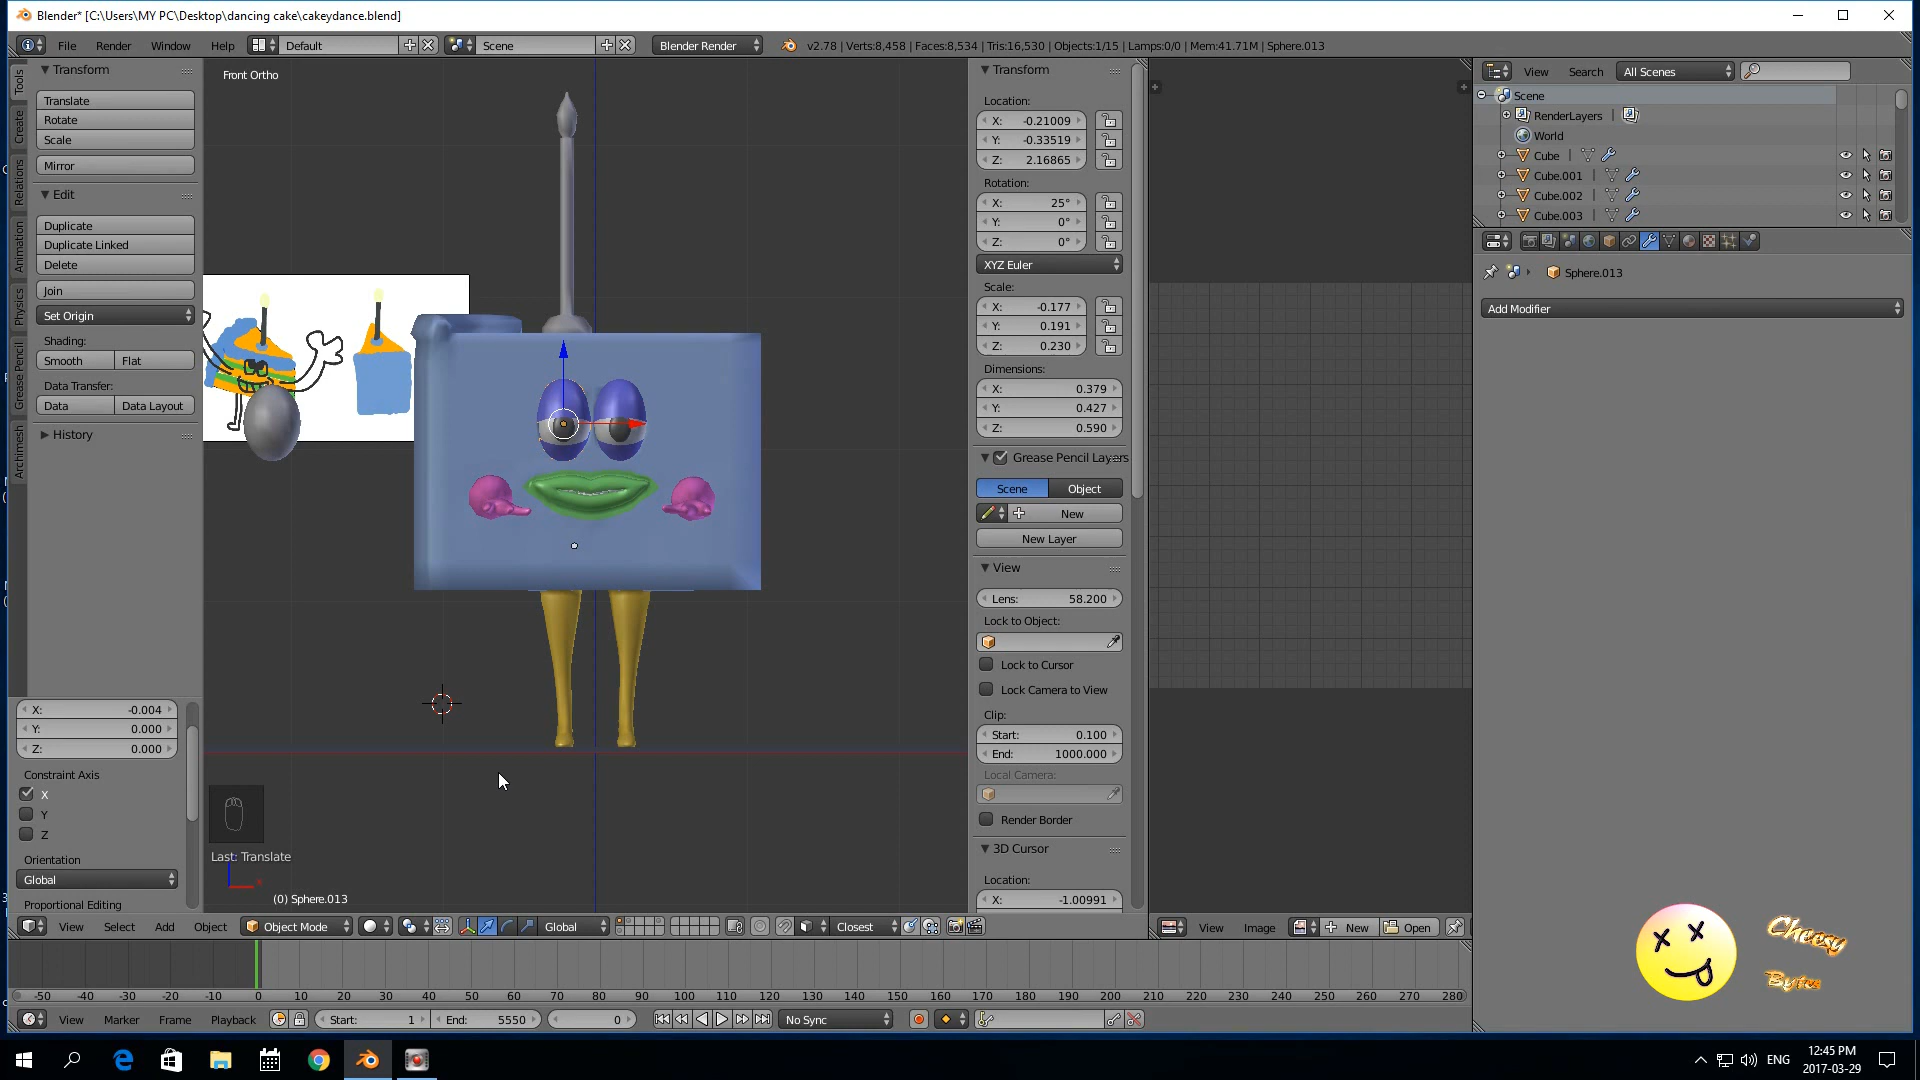 Blender* [C:\Users\MY PC\Desktop\dancing cake\cakeydance.blend]
File Render Window Help Default Scene Blender Render v2.78 | Verts:8,458 | Faces:8,534 | Tris:16,530 | Objects:1/15 | Lamps:0/0 | Mem:41.71M | Sphere.013
Tools
Create
Relations
Animation
Physics
Grease Pencil
Archimesh
Transform
Translate
Rotate
Scale
Mirror
Edit
Duplicate
Duplicate Linked
Delete
Join
Set Origin
Shading:
Smooth Flat
Data Transfer:
Data Data Layout
History
X: -0.004
Y: 0.000
Z: 0.000
Constraint Axis
X
Y
Z
Orientation
Global
Proportional Editing
Front Ortho
Last: Translate
(0) Sphere.013
Transform
Location:
X: -0.21009
Y: -0.33519
Z: 2.16865
Rotation:
X: 25°
Y: 0°
Z: 0°
XYZ Euler
Scale:
X: -0.177
Y: 0.191
Z: 0.230
Dimensions:
X: 0.379
Y: 0.427
Z: 0.590
Grease Pencil Layers
Scene Object
New
New Layer
View
Lens: 58.200
Lock to Object:
Lock to Cursor
Lock Camera to View
Clip:
Start: 0.100
End: 1000.000
Local Camera:
Render Border
3D Cursor
Location:
X: -1.00991
View Search All Scenes
Scene
RenderLayers
World
Cube
Cube.001
Cube.002
Cube.003
Sphere.013
Add Modifier
View Select Add Object Object Mode Global Closest
View Image New Open
-50 -40 -30 -20 -10 0 10 20 30 40 50 60 70 80 90 100 110 120 130 140 150 160 170 180 190 200 210 220 230 240 250 260 270 280
View Marker Frame Playback Start: 1 End: 5550 0 No Sync
Cheesy
Bytes
ENG
12:45 PM
2017-03-29